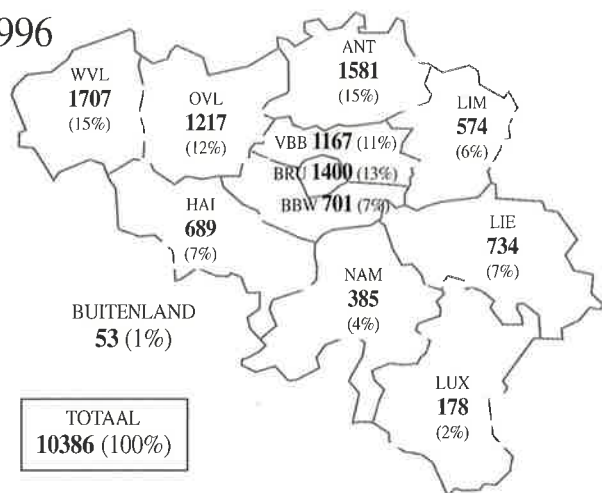 996
WVL
1707
(15%)
OVL
1217
(12%)
ANT
1581
(15%)
LIM
574
(6%)
VBB 1167 (11%)
BRU 1400 (13%)
BBW 701 (7%)
HAI
689
(7%)
LIE
734
(7%)
NAM
385
(4%)
BUITENLAND
53 (1%)
LUX
178
(2%)
TOTAAL
10386 (100%)